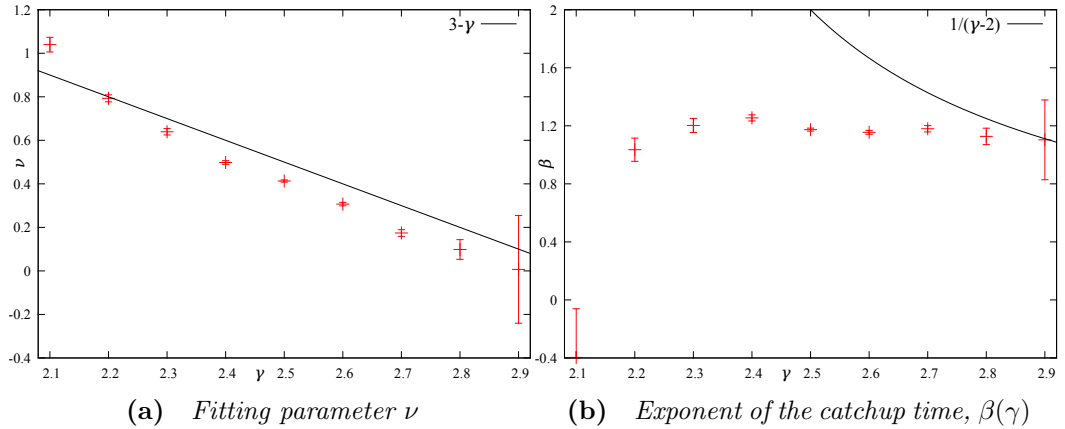 1.2
1
0.8
0.6
0.4
0.2
0
-0.2
-0.4
ν
3-γ
2.1 2.2 2.3 2.4 2.5 2.6 2.7 2.8 2.9
γ
(a) Fitting parameter ν
2
1.6
1.2
0.8
0.4
0
-0.4
β
1/(γ-2)
2.1 2.2 2.3 2.4 2.5 2.6 2.7 2.8 2.9
γ
(b) Exponent of the catchup time, β(γ)